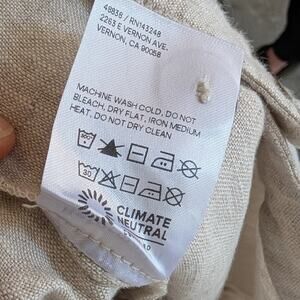 48838 / RN143248
2263 E VERNON AVE.
VERNON, CA 90058
MACHINE WASH COLD, DO NOT
BLEACH, DRY FLAT, IRON MEDIUM
HEAT, DO NOT DRY CLEAN
30
CLIMATE
NEUTRAL